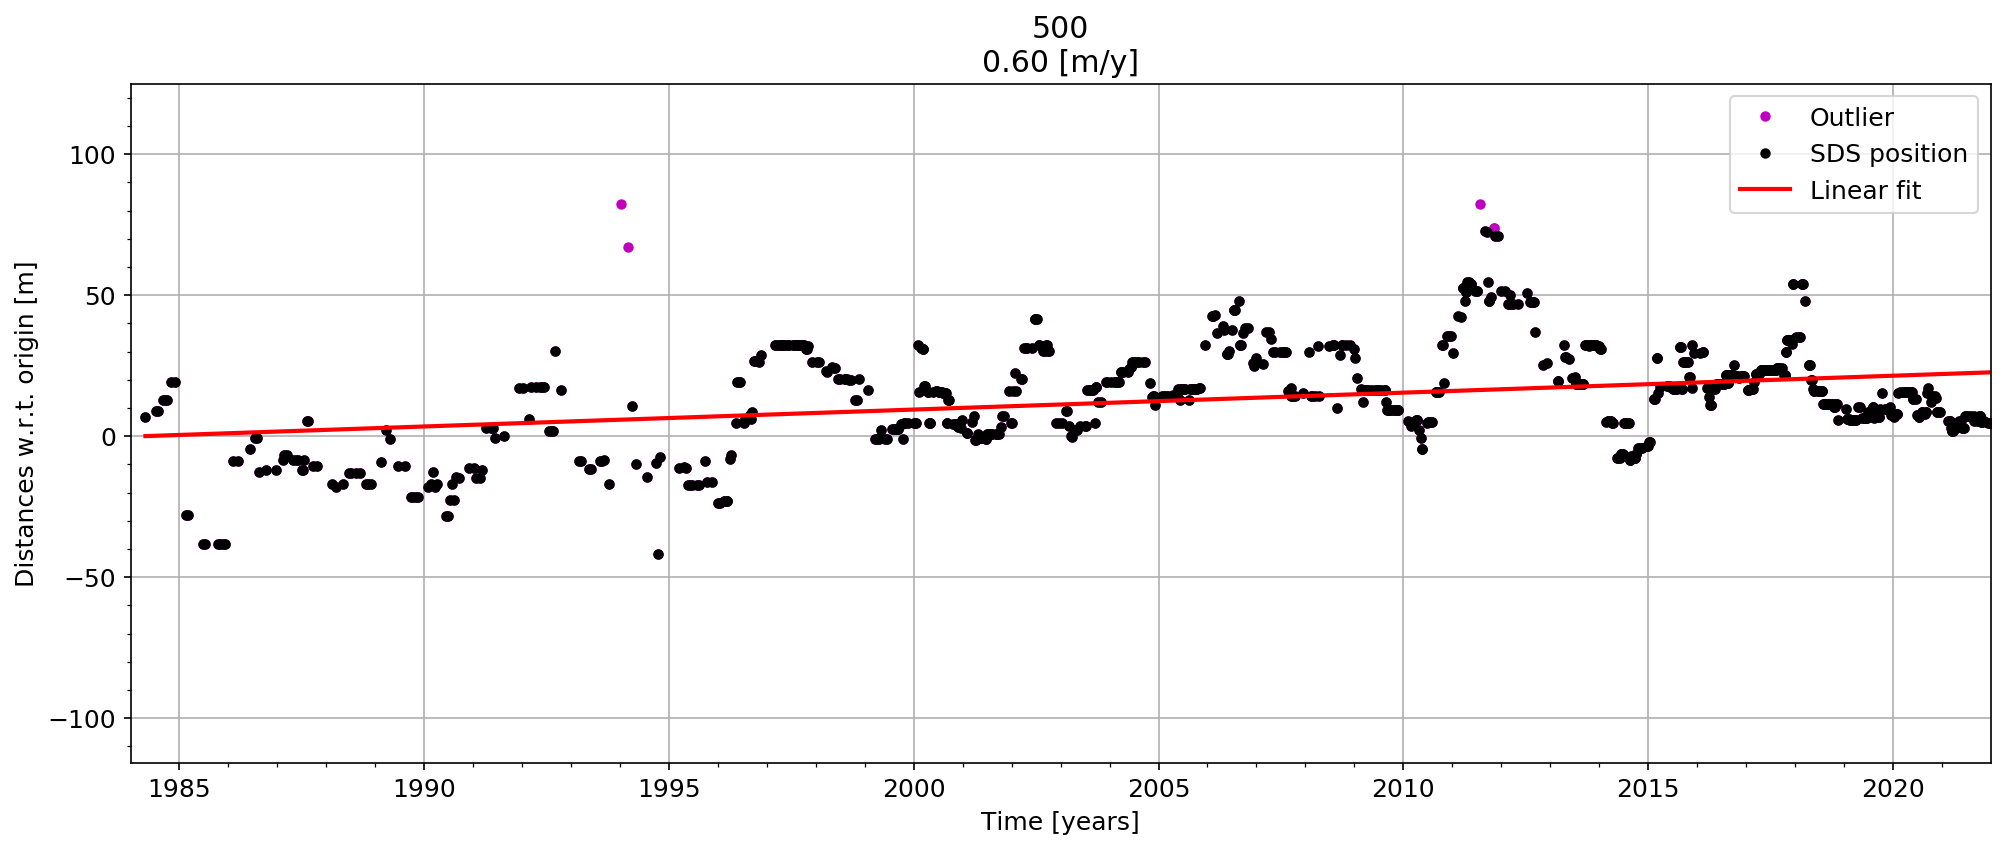 500
0.60 [m/y]
Outlier
SDS position
Linear fit
Distances w.r.t. origin [m]
100
50
0
−50
−100
1985 1990 1995 2000 2005 2010 2015 2020
Time [years]